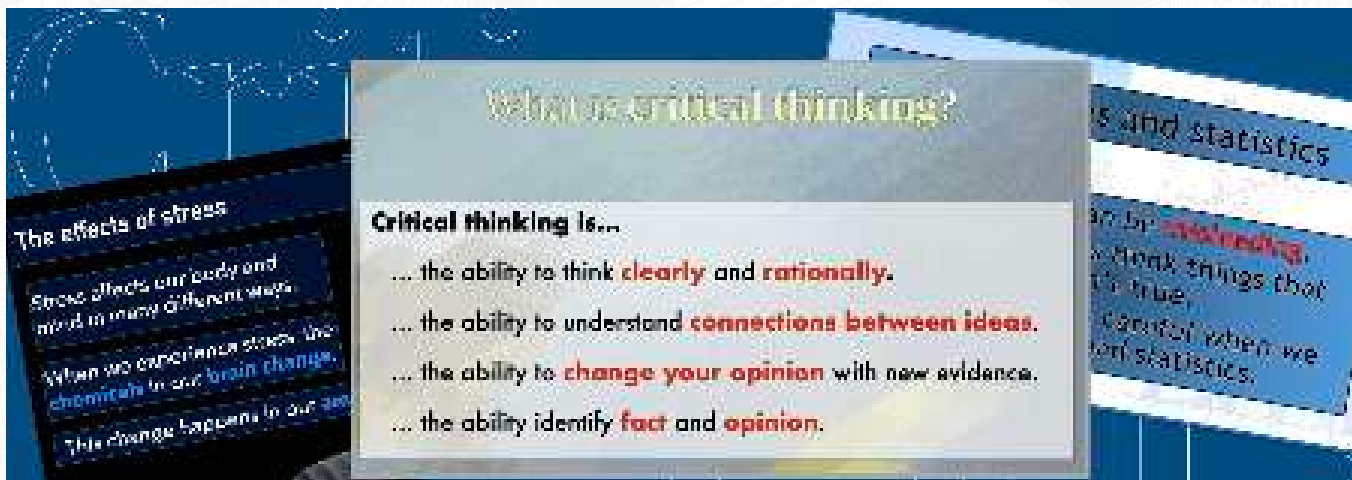 The effects of stress
Stress affects our body and
mind in many different ways.
When we experience stress, the
chemicals in our brain change.
This change happens in our
What is critical thinking?
Critical thinking is...
... the ability to think clearly and rationally.
... the ability to understand connections between ideas.
... the ability to change your opinion with new evidence.
... the ability identify fact and opinion.
and statistics
be misleading.
think things that
true.
careful when we
statistics.